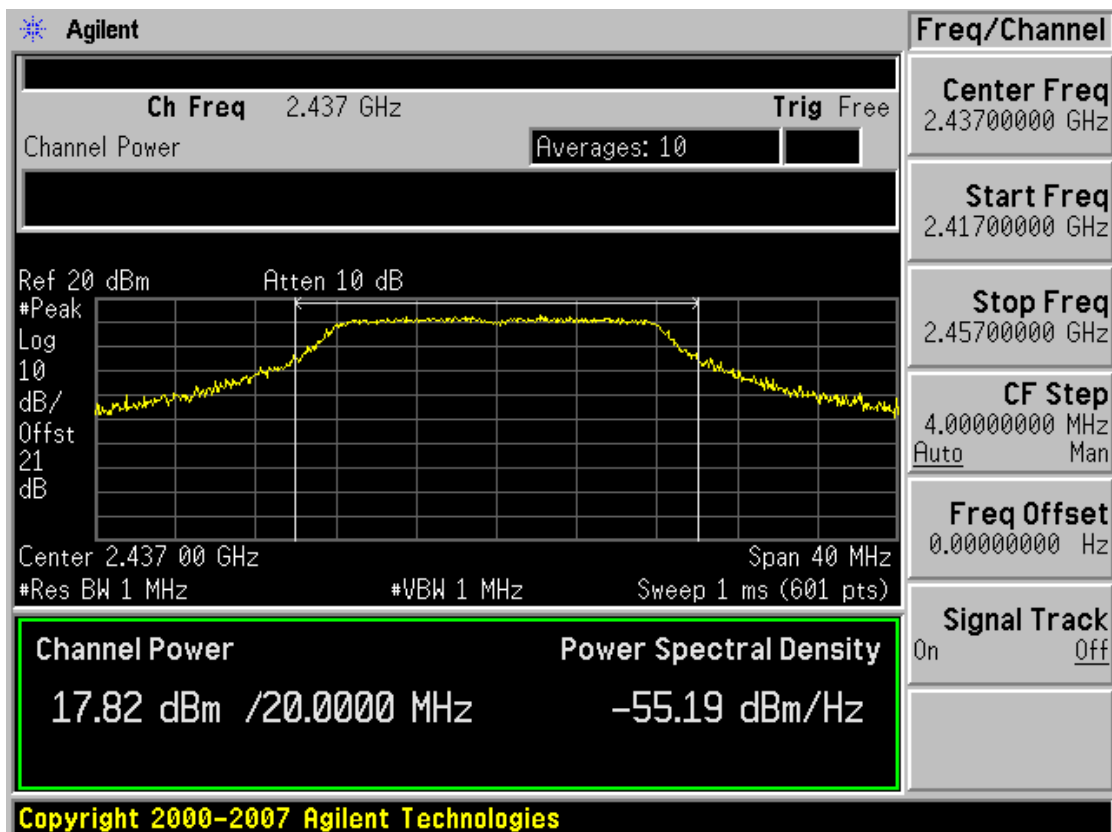 Agilent
Freq/Channel
Ch Freq 2.437 GHz Trig Free
Channel Power Averages: 10
Center Freq
2.43700000 GHz
Start Freq
2.41700000 GHz
Stop Freq
2.45700000 GHz
CF Step
4.00000000 MHz
Auto Man
Freq Offset
0.00000000 Hz
Signal Track
On Off
Ref 20 dBm Atten 10 dB
#Peak
Log
10
dB/
Offst
21
dB
Center 2.437 00 GHz Span 40 MHz
#Res BW 1 MHz #VBW 1 MHz Sweep 1 ms (601 pts)
Channel Power Power Spectral Density
17.82 dBm /20.0000 MHz -55.19 dBm/Hz
Copyright 2000-2007 Agilent Technologies